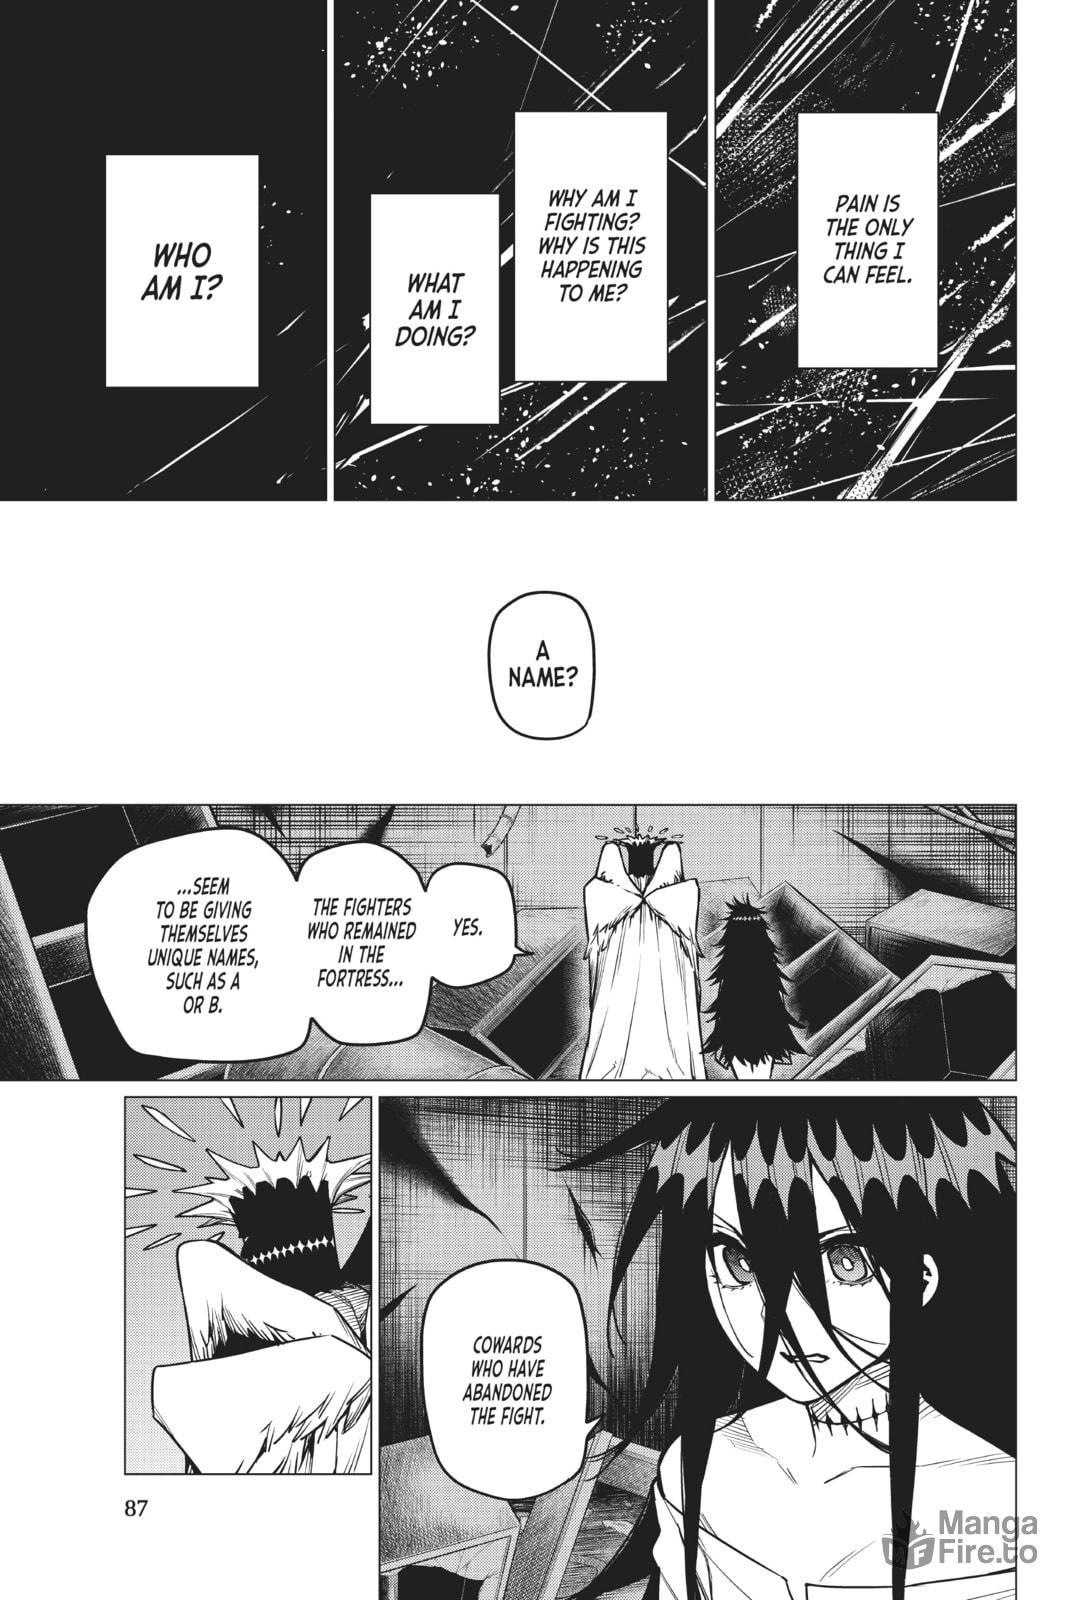 PAIN IS
THE ONLY
THING I
CAN FEEL.
WHY AM I
FIGHTING?
WHY IS THIS
HAPPENING
TO ME?
WHAT
AM I
DOING?
WHO
AM I?
A
NAME?
YES.
THE FIGHTERS
WHO REMAINED
IN THE
FORTRESS...
...SEEM
TO BE GIVING
THEMSELVES
UNIQUE NAMES,
SUCH AS A
OR B.
COWARDS
WHO HAVE
ABANDONED
THE FIGHT.
87
Manga
Fire.to